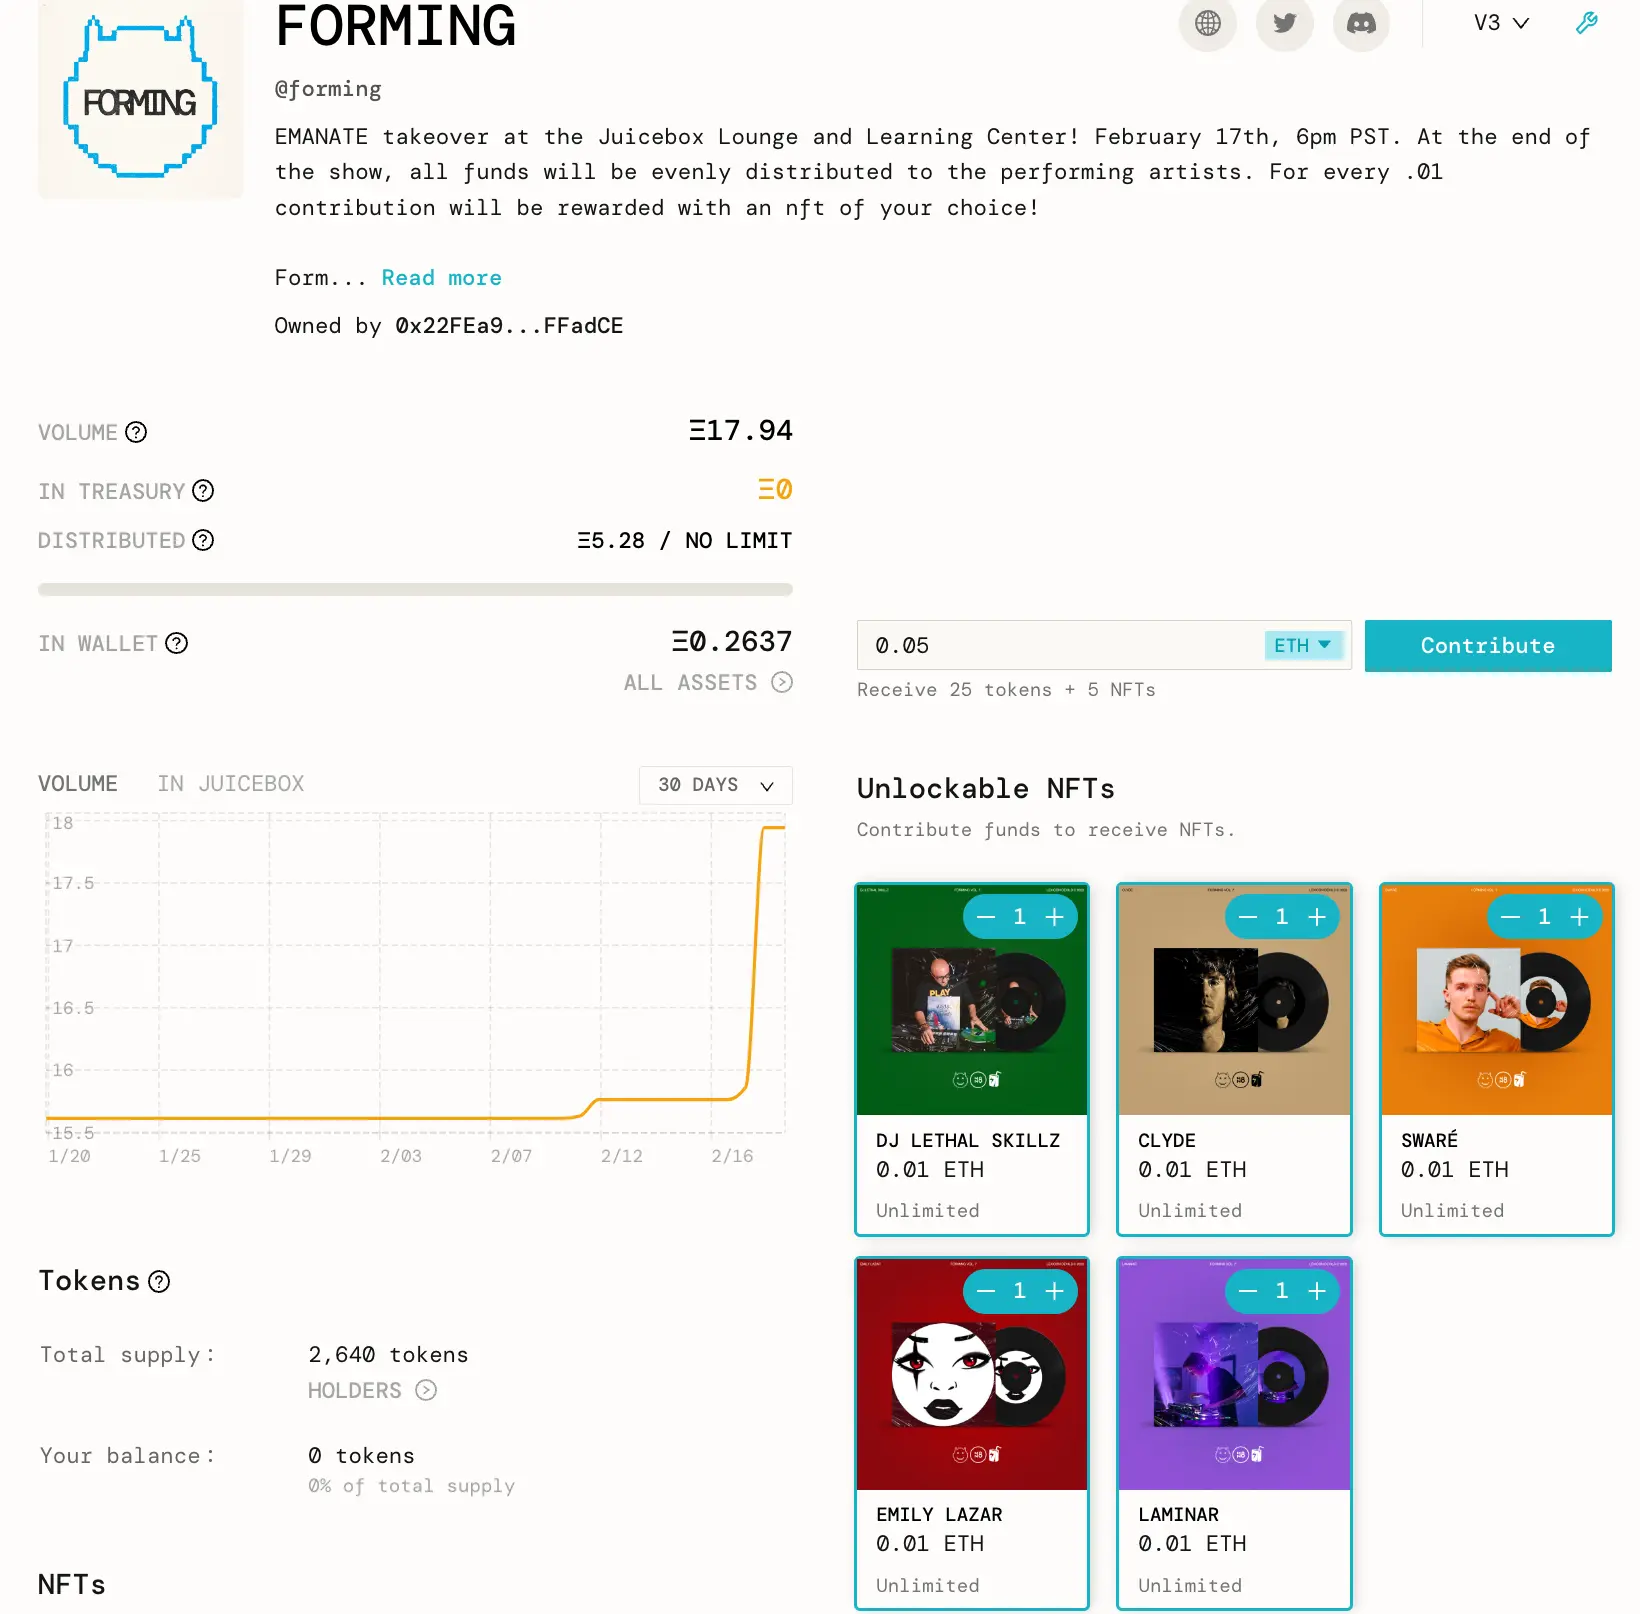 FORMING
FORMING
V3
@forming
EMANATE takeover at the Juicebox Lounge and Learning Center! February 17th, 6pm PST. At the end of
the show, all funds will be evenly distributed to the performing artists. For every .01
contribution will be rewarded with an nft of your choice!
Form... Read more
Owned by 0x22FEa9...FFadCE
VOLUME ? Ξ17.94
IN TREASURY ? Ξ0
DISTRIBUTED ? Ξ5.28 / NO LIMIT
IN WALLET ? Ξ0.2637
ALL ASSETS
VOLUME IN JUICEBOX 30 DAYS
18
17.5
17
16.5
16
15.5
1/20 1/25 1/29 2/03 2/07 2/12 2/16
Tokens ?
Total supply: 2,640 tokens
HOLDERS
Your balance: 0 tokens
0% of total supply
NFTs
0.05 ETH Contribute
Receive 25 tokens + 5 NFTs
Unlockable NFTs
Contribute funds to receive NFTs.
− 1 +
PLAY
DJ LETHAL SKILLZ
0.01 ETH
Unlimited
− 1 +
CLYDE
0.01 ETH
Unlimited
− 1 +
SWARÉ
0.01 ETH
Unlimited
− 1 +
EMILY LAZAR
0.01 ETH
Unlimited
− 1 +
LAMINAR
0.01 ETH
Unlimited